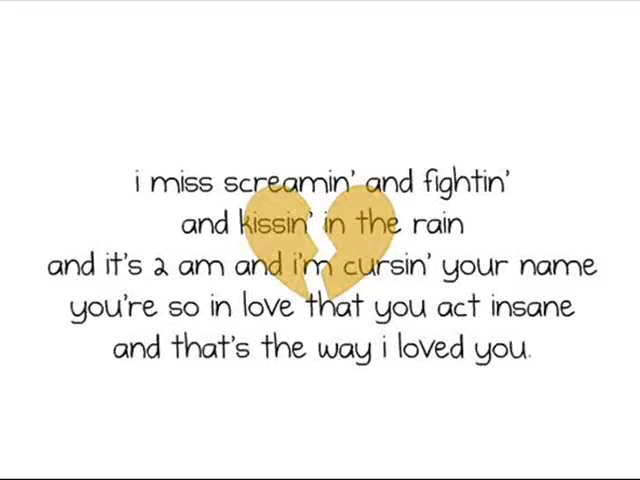 i miss screamin' and fightin'
and kissin' in the rain
and it's 2 am and i'm cursin' your name
you're so in love that you act insane
and that's the way i loved you.